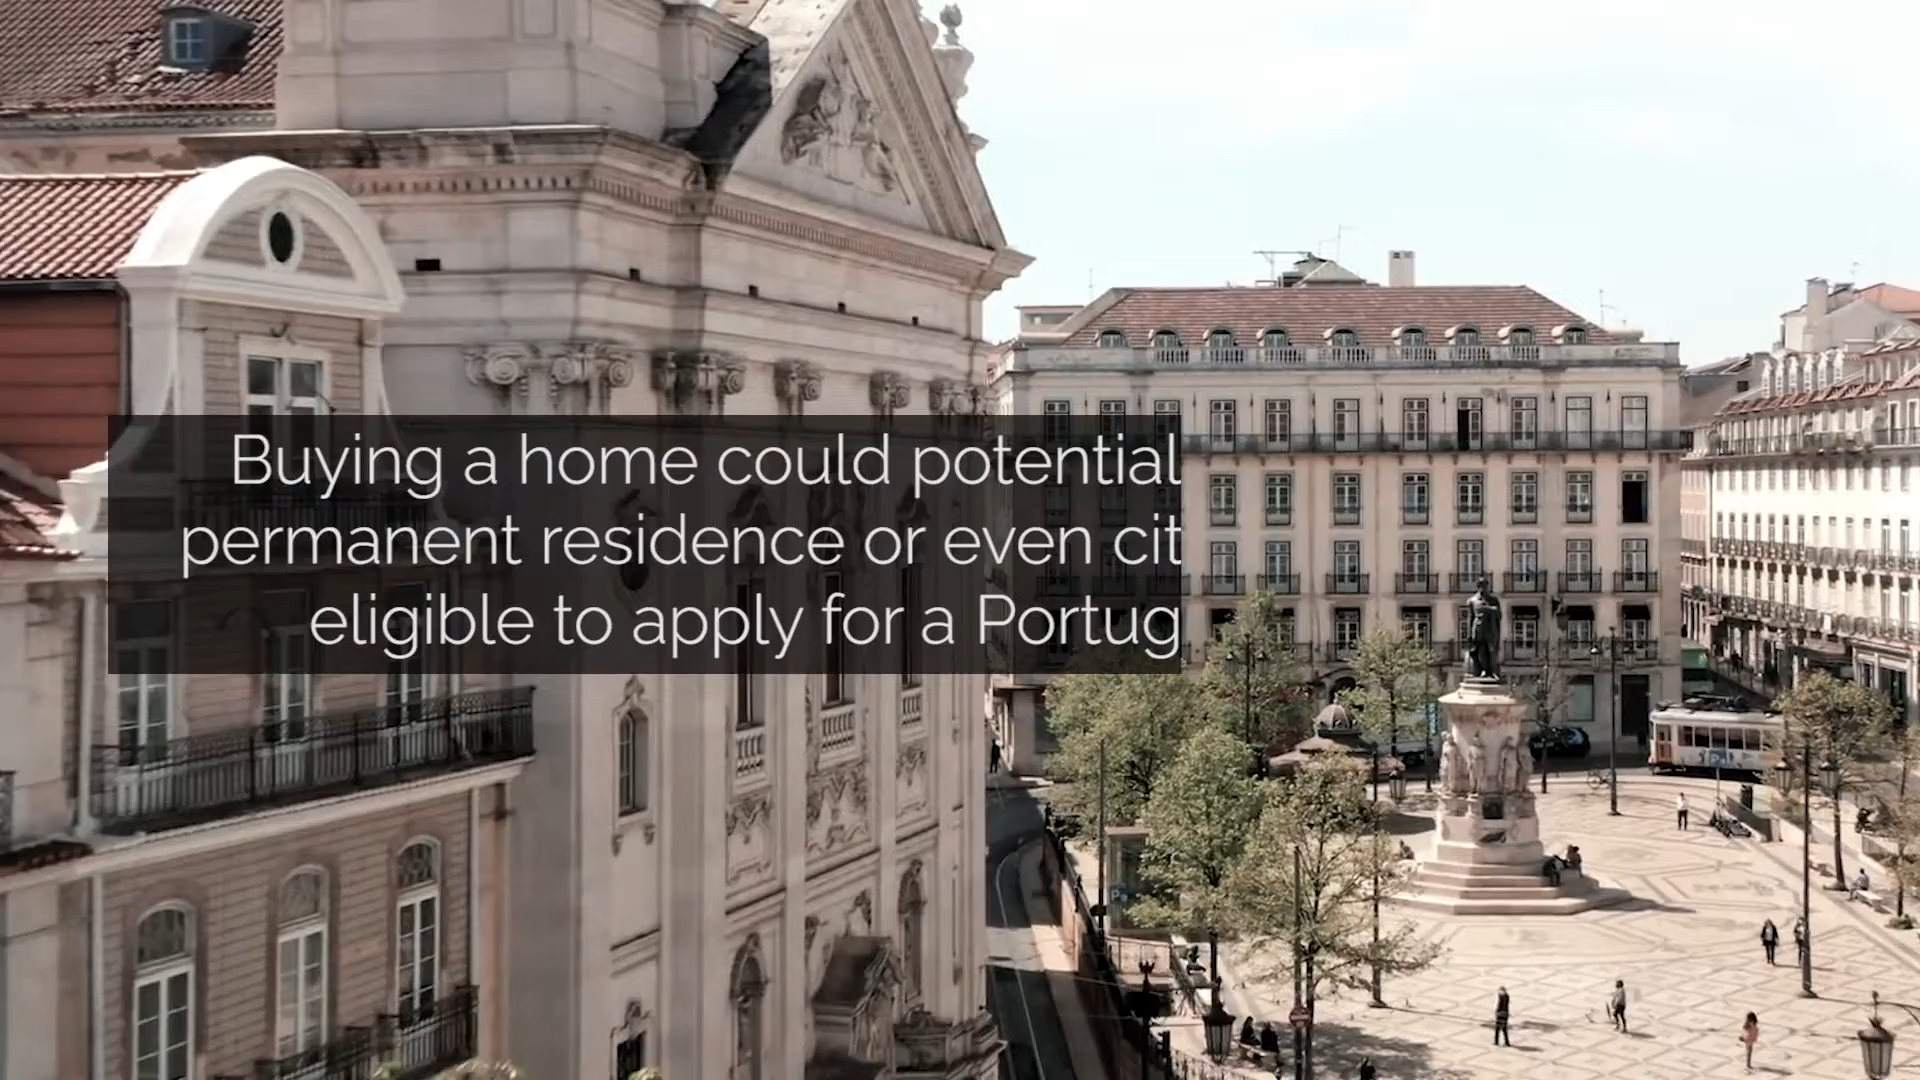 Buying a home could potential
permanent residence or even cit
eligible to apply for a Portug